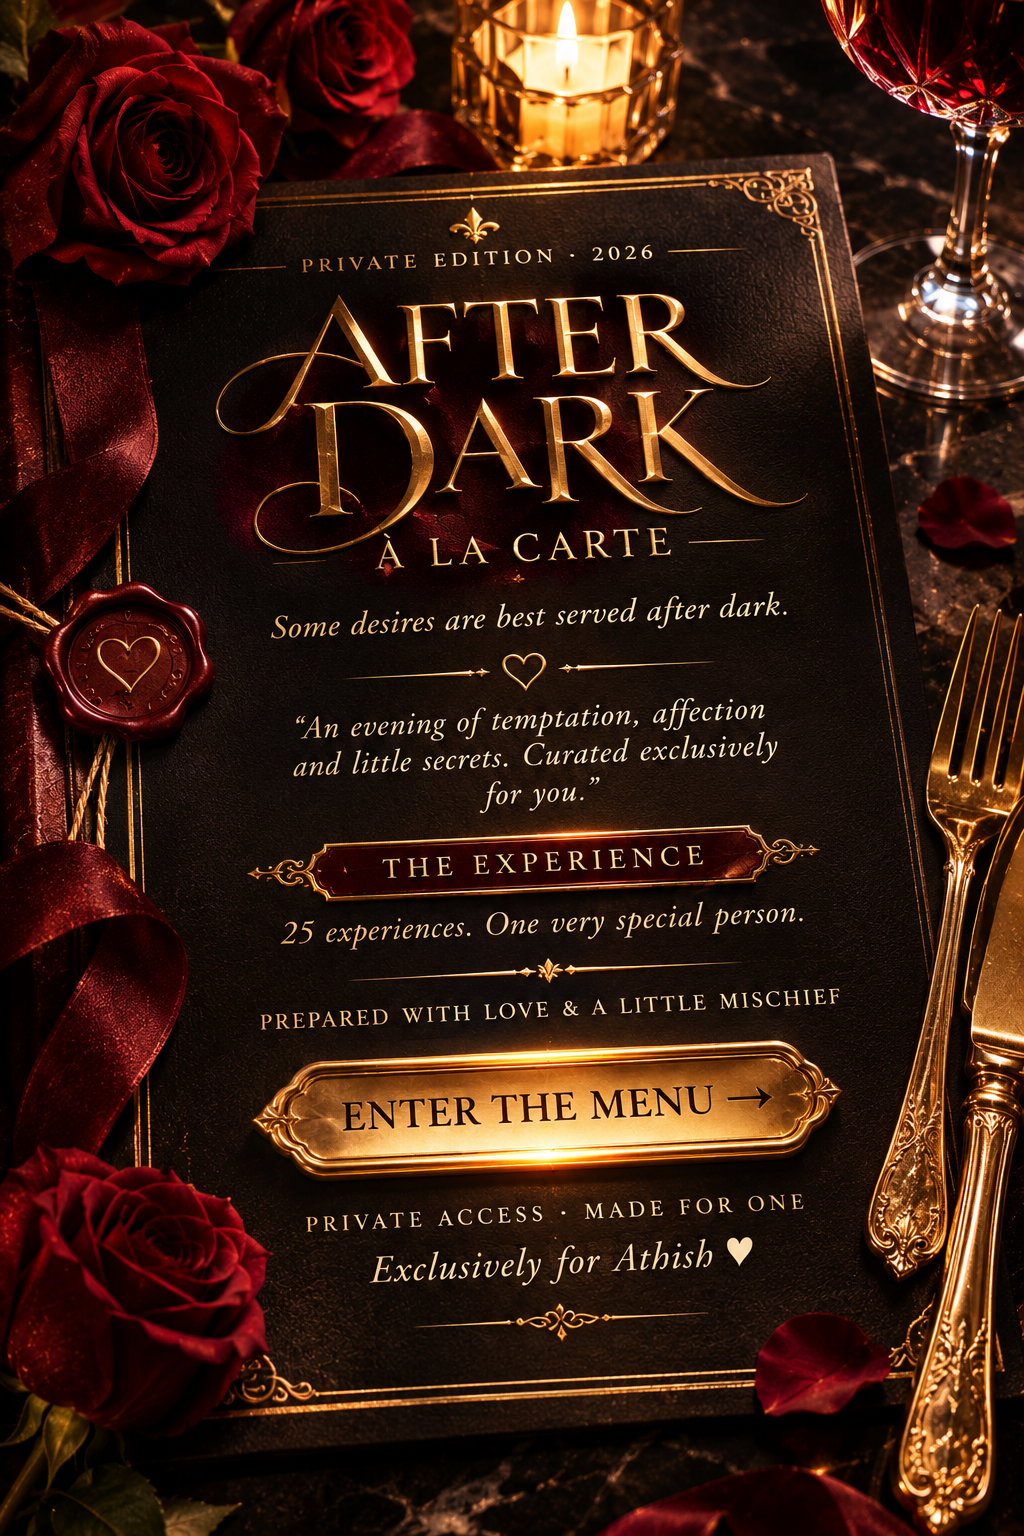 PRIVATE EDITION · 2026
AFTER
DARK
À LA CARTE
Some desires are best served after dark.
“An evening of temptation, affection
and little secrets. Curated exclusively
for you.”
THE EXPERIENCE
25 experiences. One very special person.
PREPARED WITH LOVE & A LITTLE MISCHIEF
ENTER THE MENU →
PRIVATE ACCESS · MADE FOR ONE
Exclusively for Athish ♥